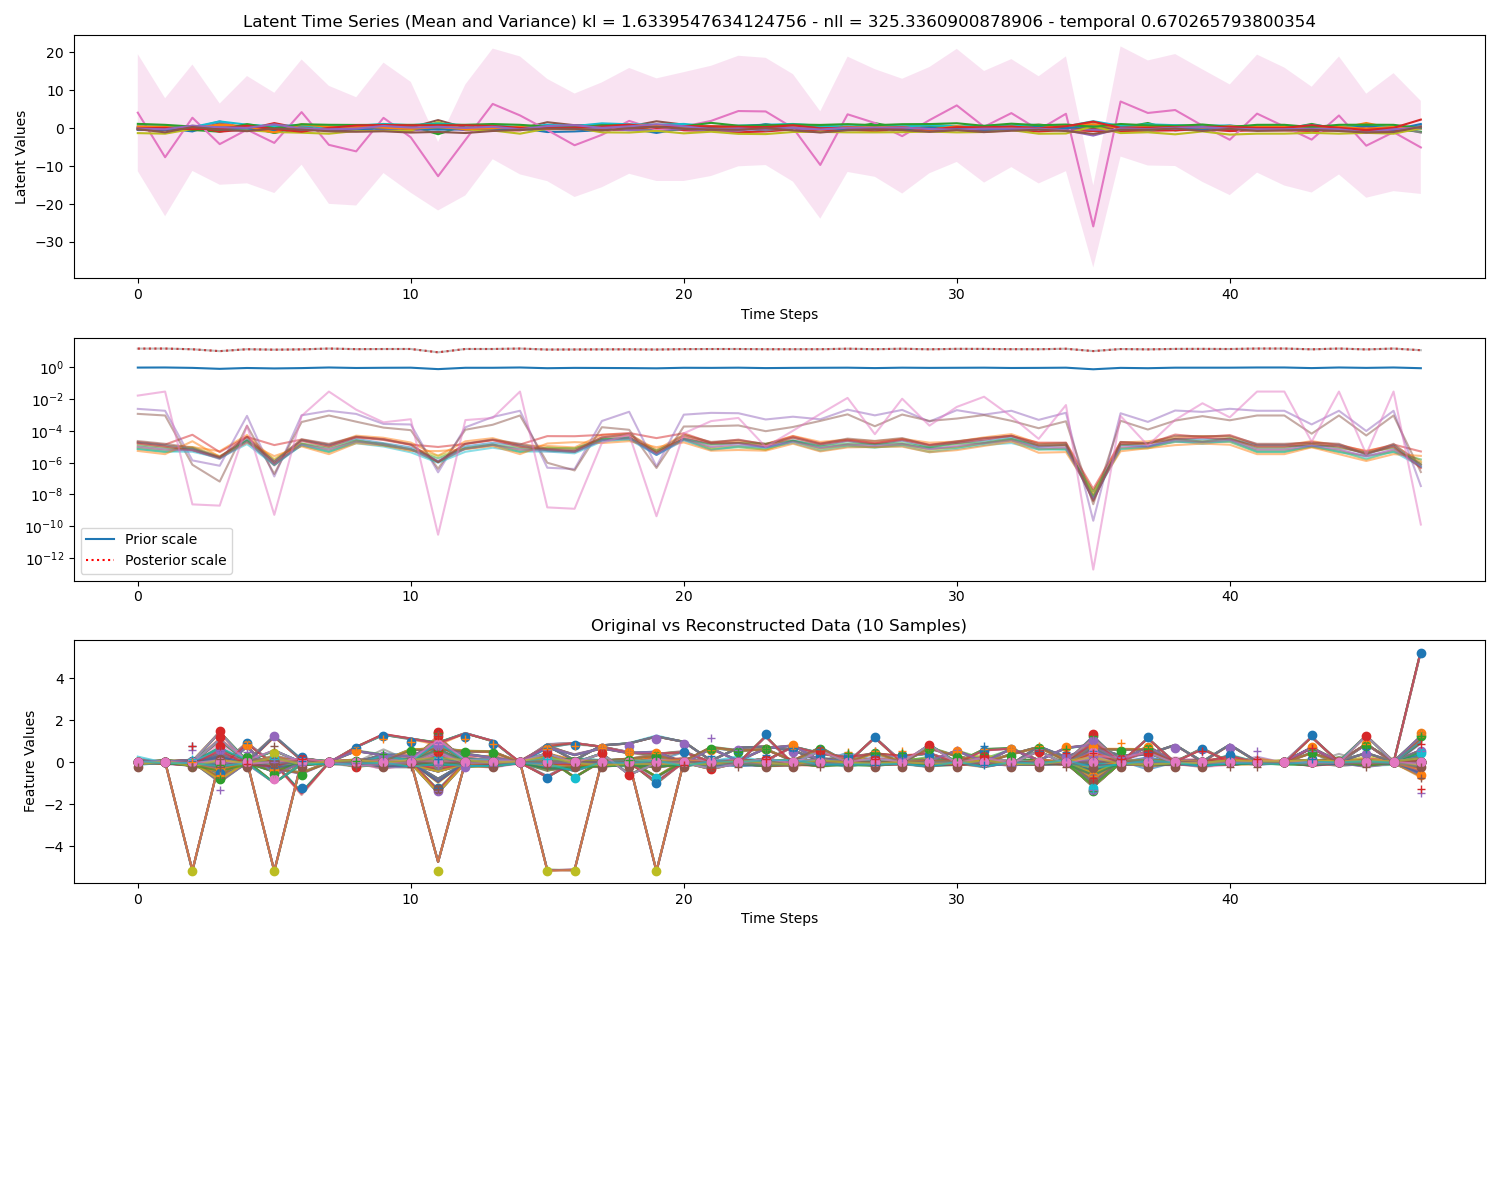 Latent Time Series (Mean and Variance) kl = 1.6339547634124756 - nll = 325.3360900878906 - temporal 0.670265793800354
20
10
0
−10
−20
−30
Latent Values
0 10 20 30 40
Time Steps
10^0
10^−2
10^−4
10^−6
10^−8
10^−10
10^−12
Prior scale
Posterior scale
0 10 20 30 40
Original vs Reconstructed Data (10 Samples)
4
2
0
−2
−4
Feature Values
0 10 20 30 40
Time Steps